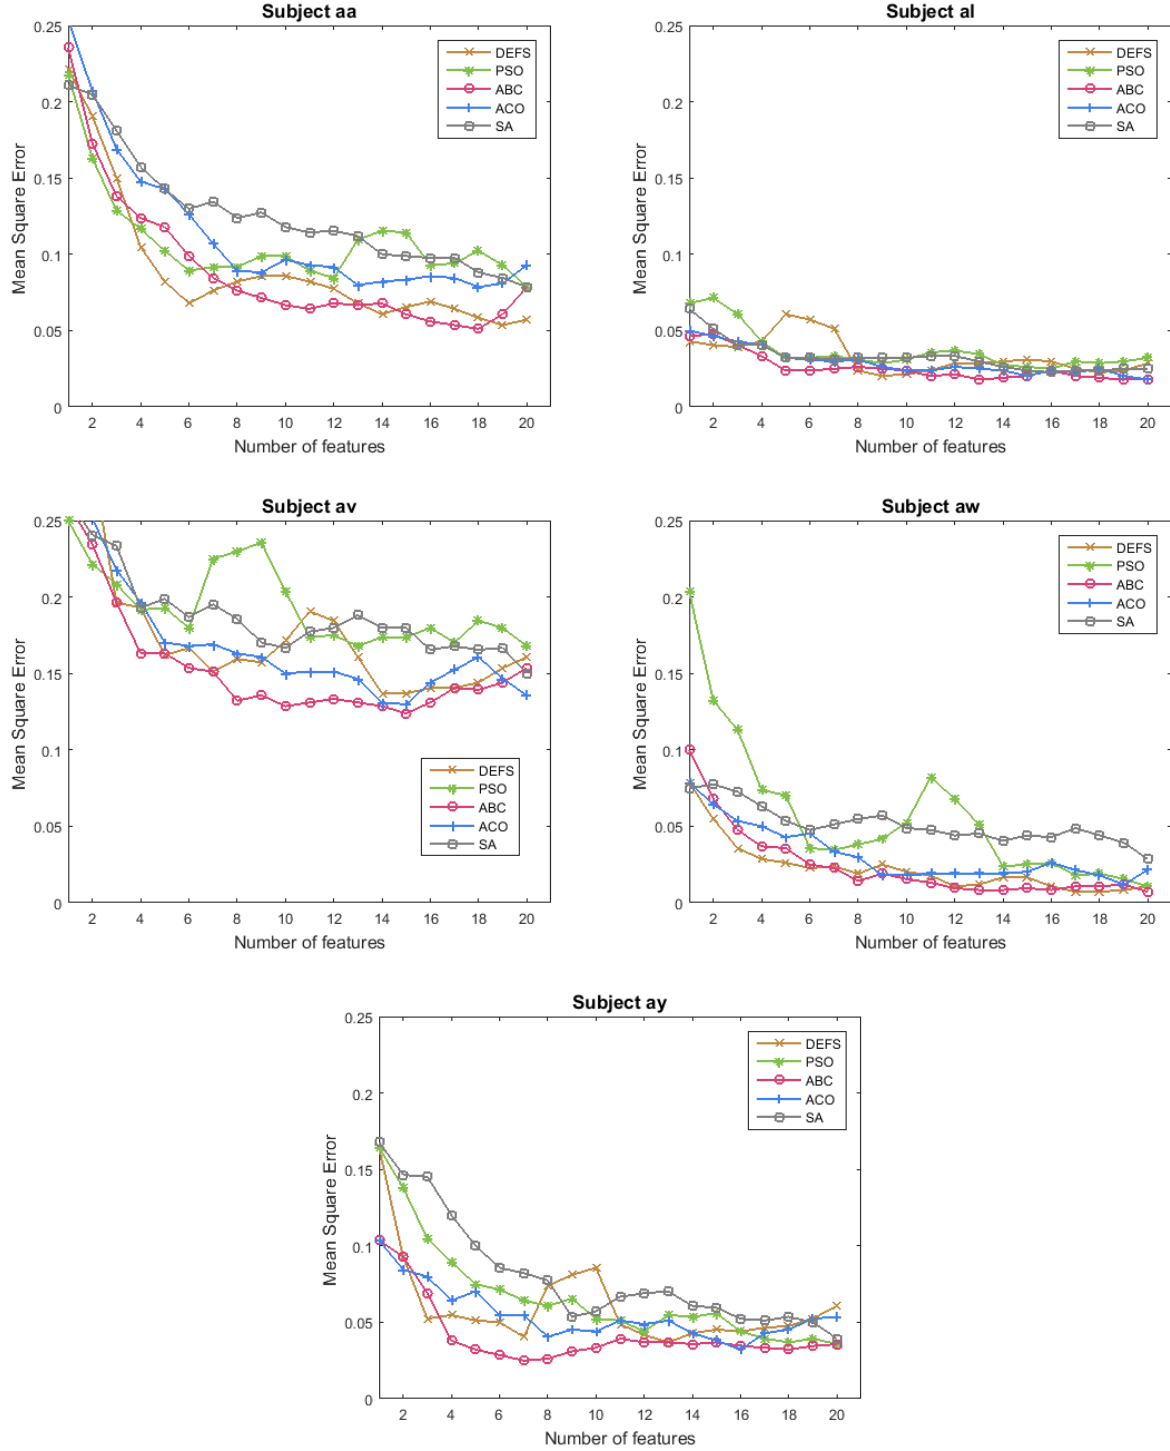 Subject aa
0.25
0.2
0.15
0.1
0.05
0
Mean Square Error
2 4 6 8 10 12 14 16 18 20
Number of features
DEFS
PSO
ABC
ACO
SA
Subject al
0.25
0.2
0.15
0.1
0.05
0
Mean Square Error
2 4 6 8 10 12 14 16 18 20
Number of features
DEFS
PSO
ABC
ACO
SA
Subject av
0.25
0.2
0.15
0.1
0.05
0
Mean Square Error
2 4 6 8 10 12 14 16 18 20
Number of features
DEFS
PSO
ABC
ACO
SA
Subject aw
0.25
0.2
0.15
0.1
0.05
0
Mean Square Error
2 4 6 8 10 12 14 16 18 20
Number of features
DEFS
PSO
ABC
ACO
SA
Subject ay
0.25
0.2
0.15
0.1
0.05
0
Mean Square Error
2 4 6 8 10 12 14 16 18 20
Number of features
DEFS
PSO
ABC
ACO
SA